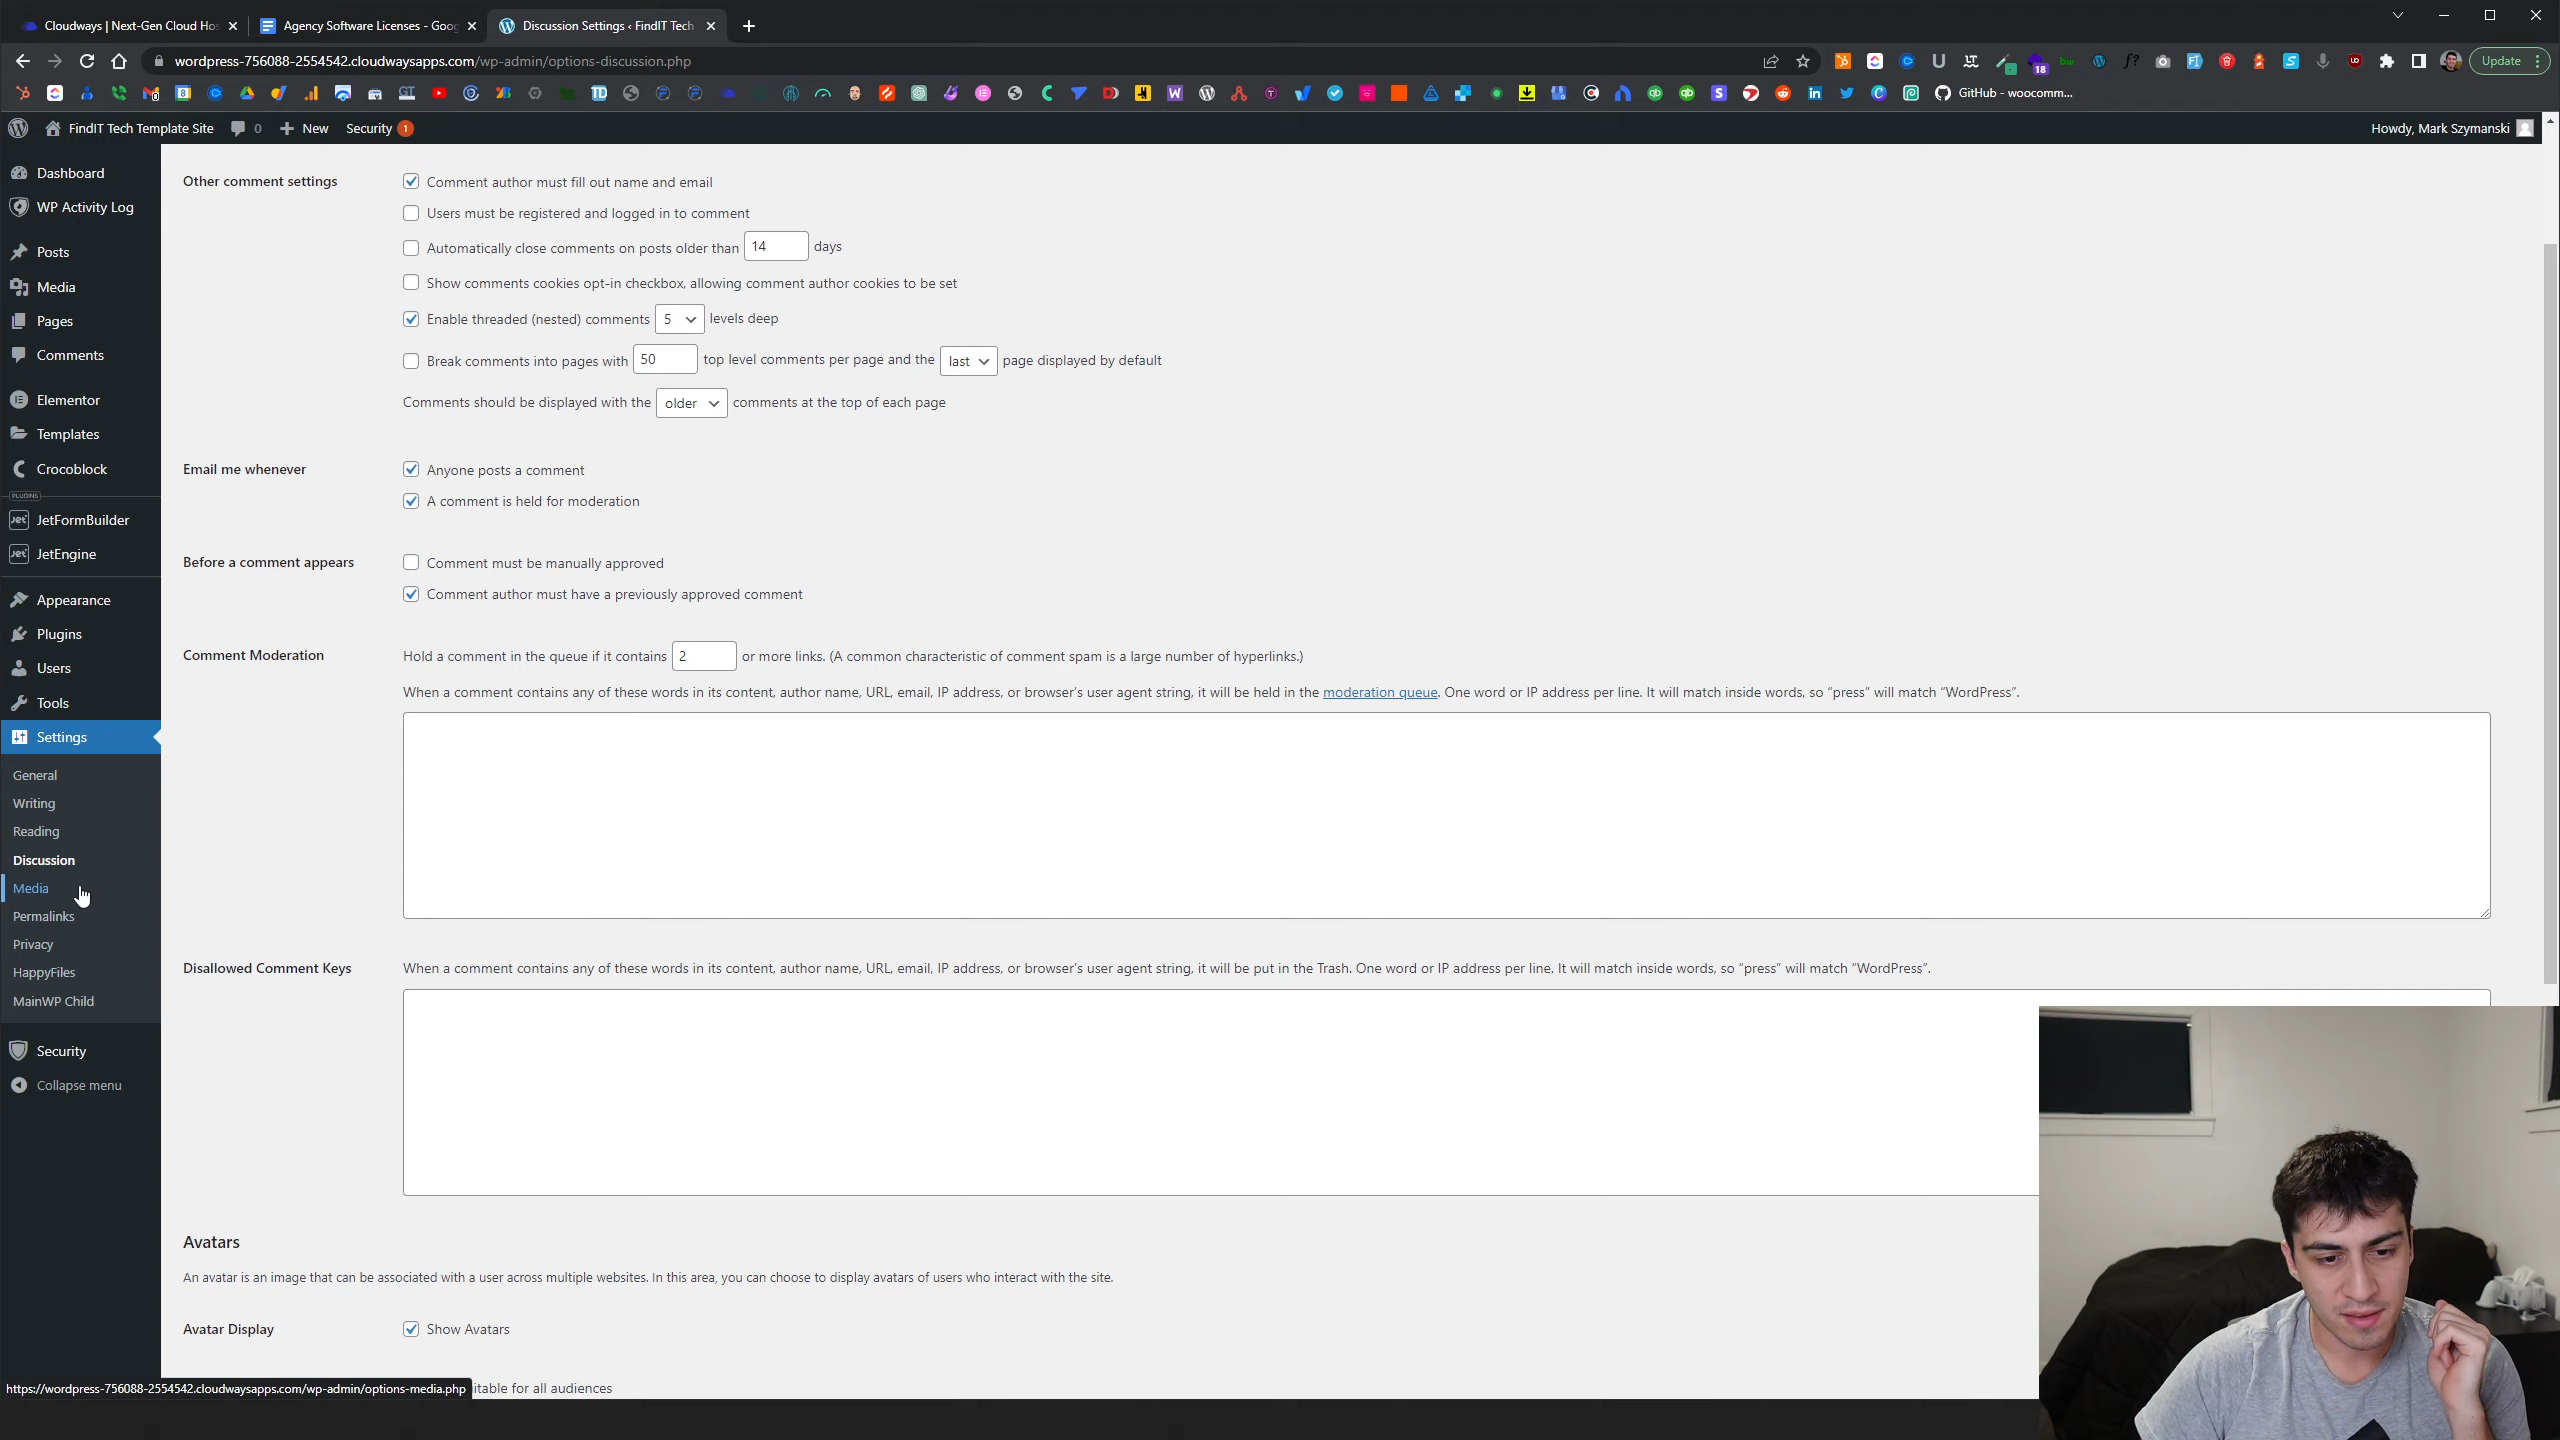 Cloudways | Next-Gen Cloud Hos
Agency Software Licenses - Goog
Discussion Settings ‹ FindIT Tech
wordpress-756088-2554542.cloudwaysapps.com/wp-admin/options-discussion.php
18
Update
GitHub - woocomm...
FindIT Tech Template Site
0
New
Security 1
Howdy, Mark Szymanski
Dashboard
WP Activity Log
Posts
Media
Pages
Comments
Elementor
Templates
Crocoblock
PLUGINS
JetFormBuilder
JetEngine
Appearance
Plugins
Users
Tools
Settings
General
Writing
Reading
Discussion
Media
Permalinks
Privacy
HappyFiles
MainWP Child
Security
Collapse menu
Other comment settings
Comment author must fill out name and email
Users must be registered and logged in to comment
Automatically close comments on posts older than 14 days
Show comments cookies opt-in checkbox, allowing comment author cookies to be set
Enable threaded (nested) comments 5 levels deep
Break comments into pages with 50 top level comments per page and the last page displayed by default
Comments should be displayed with the older comments at the top of each page
Email me whenever
Anyone posts a comment
A comment is held for moderation
Before a comment appears
Comment must be manually approved
Comment author must have a previously approved comment
Comment Moderation
Hold a comment in the queue if it contains 2 or more links. (A common characteristic of comment spam is a large number of hyperlinks.)
When a comment contains any of these words in its content, author name, URL, email, IP address, or browser’s user agent string, it will be held in the moderation queue. One word or IP address per line. It will match inside words, so “press” will match “WordPress”.
Disallowed Comment Keys
When a comment contains any of these words in its content, author name, URL, email, IP address, or browser’s user agent string, it will be put in the Trash. One word or IP address per line. It will match inside words, so “press” will match “WordPress”.
Avatars
An avatar is an image that can be associated with a user across multiple websites. In this area, you can choose to display avatars of users who interact with the site.
Avatar Display
Show Avatars
itable for all audiences
https://wordpress-756088-2554542.cloudwaysapps.com/wp-admin/options-media.php